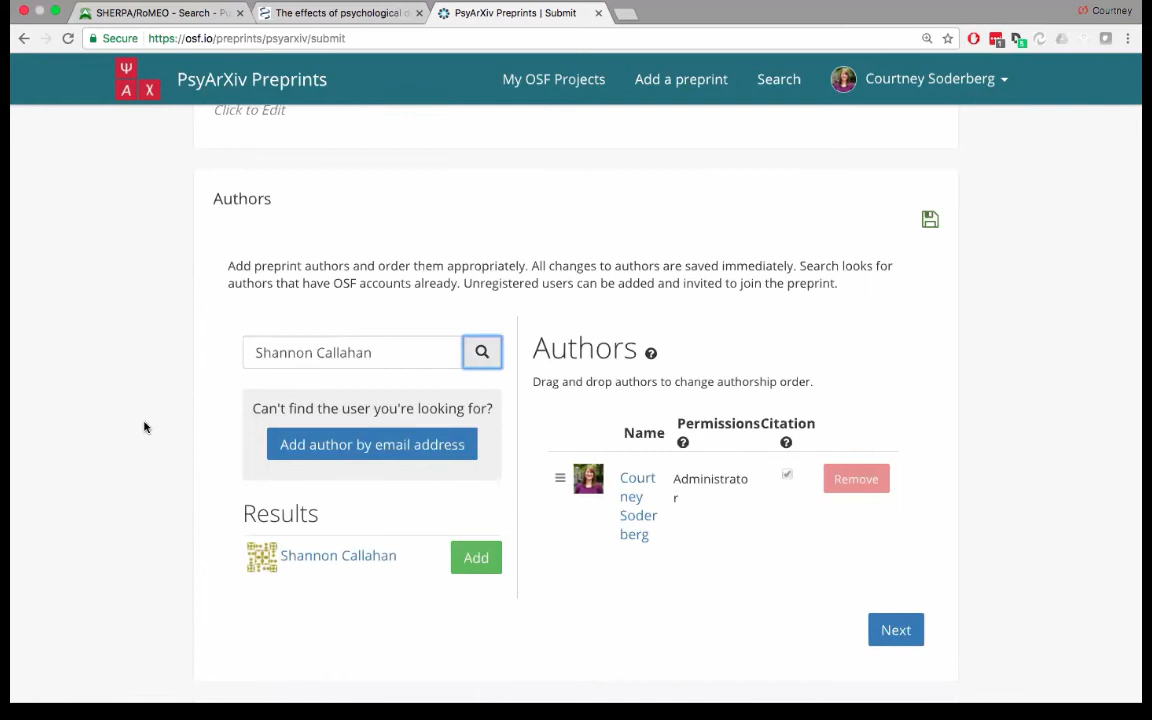 SHERPA/RoMEO - Search - Pu
The effects of psychological d
PsyArXiv Preprints | Submit
Courtney
Secure
https://osf.io/preprints/psyarxiv/submit
Ψ
A X
PsyArXiv Preprints
My OSF Projects
Add a preprint
Search
Courtney Soderberg
Click to Edit
Authors
Add preprint authors and order them appropriately. All changes to authors are saved immediately. Search looks for
authors that have OSF accounts already. Unregistered users can be added and invited to join the preprint.
Shannon Callahan
Can't find the user you're looking for?
Add author by email address
Results
Shannon Callahan
Add
Authors ?
Drag and drop authors to change authorship order.
Name
Permissions
?
Citation
?
Court
ney
Soder
berg
Administrato
r
Remove
Next